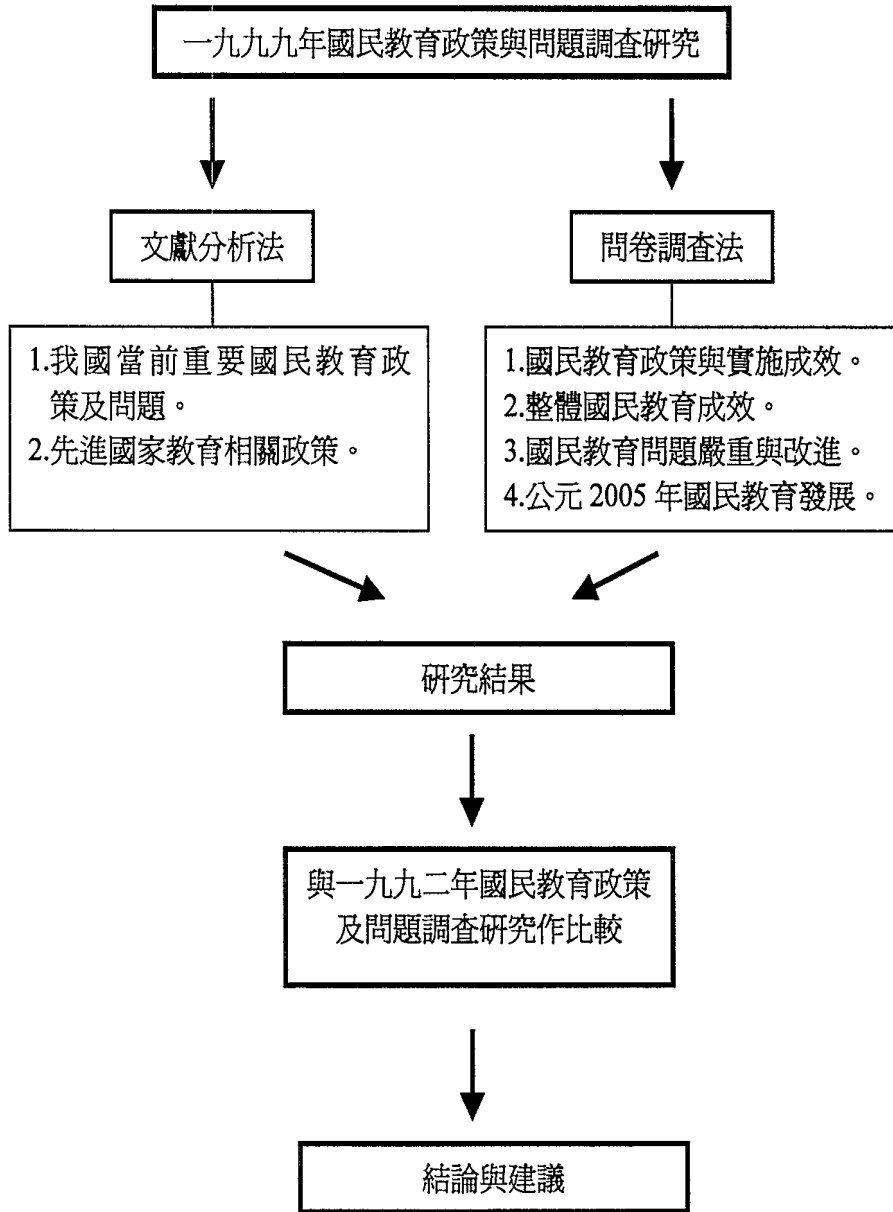 一九九九年國民教育政策與問題調查研究
文獻分析法
問卷調查法
1.我國當前重要國民教育政
策及問題。
2.先進國家教育相關政策。
1.國民教育政策與實施成效。
2.整體國民教育成效。
3.國民教育問題嚴重與改進。
4.公元 2005 年國民教育發展。
研究結果
與一九九二年國民教育政策
及問題調查研究作比較
結論與建議